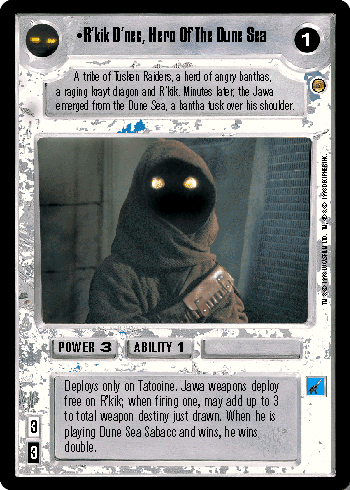 •R'kik D'nec, Hero Of The Dune Sea
1
A tribe of Tusken Raiders, a herd of angry banthas,
a raging krayt dragon and R'kik. Minutes later, the Jawa
emerged from the Dune Sea, a bantha tusk over his shoulder.
POWER 3
ABILITY 1
Deploys only on Tatooine. Jawa weapons deploy
free on R'kik; when firing one, may add up to 3
to total weapon destiny just drawn. When he is
playing Dune Sea Sabacc and wins, he wins
double.
3
3